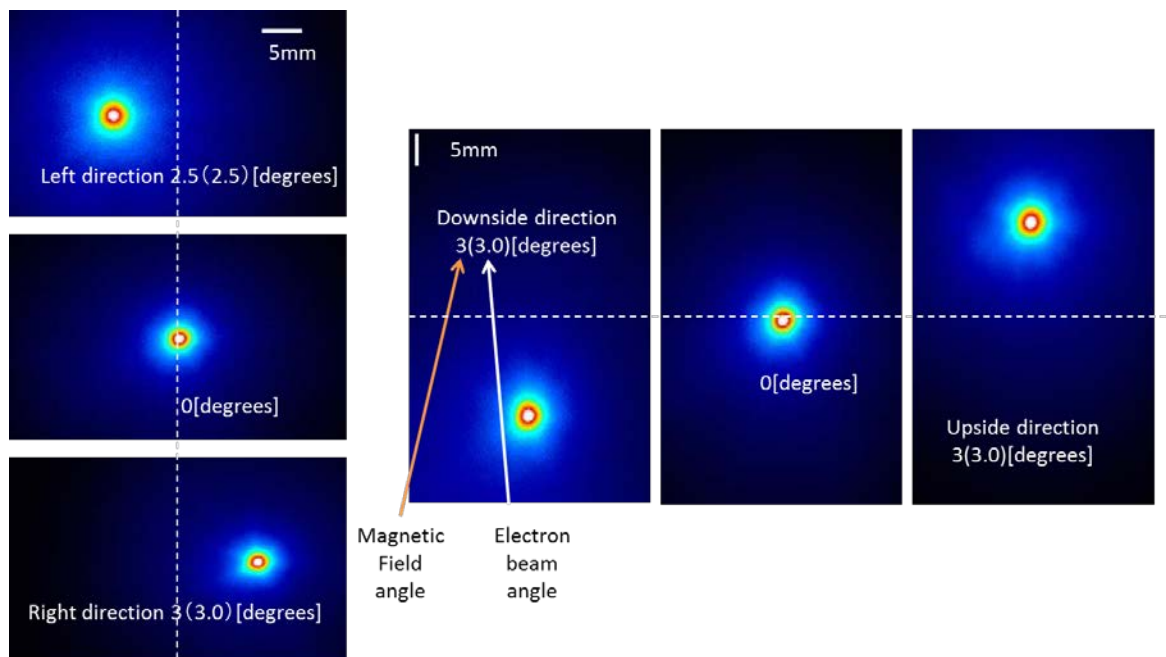 5mm
Left direction 2.5(2.5)[degrees]
0[degrees]
Right direction 3(3.0)[degrees]
5mm
Downside direction
3(3.0)[degrees]
0[degrees]
Upside direction
3(3.0)[degrees]
Magnetic
Field
angle
Electron
beam
angle